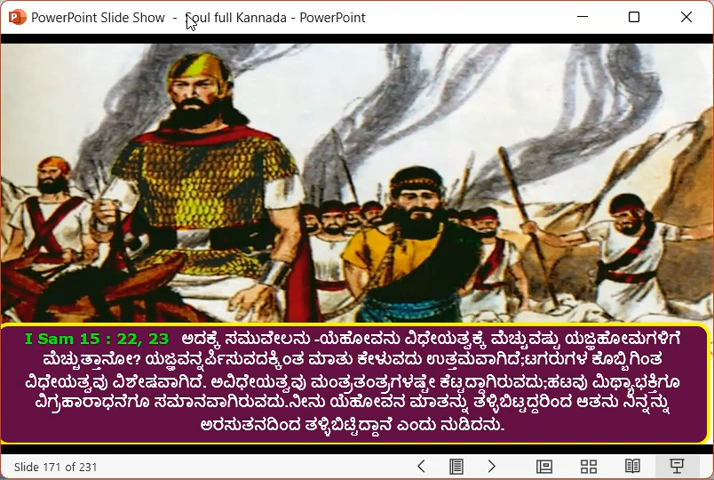 PowerPoint Slide Show - Soul full Kannada - PowerPoint
I Sam 15 : 22, 23 ಅದಕ್ಕೆ ಸಮುವೇಲನು -ಯೆಹೋವನು ವಿಧೇಯತ್ವಕ್ಕೆ ಮೆಚ್ಚುವಷ್ಟು ಯಜ್ಞಹೋಮಗಳಿಗೆ
ಮೆಚ್ಚುತ್ತಾನೋ? ಯಜ್ಞವನ್ನರ್ಪಿಸುವದಕ್ಕಿಂತ ಮಾತು ಕೇಳುವದು ಉತ್ತಮವಾಗಿದೆ;ಟಗರುಗಳ ಕೊಬ್ಬಿಗಿಂತ
ವಿಧೇಯತ್ವವು ವಿಶೇಷವಾಗಿದೆ. ಅವಿಧೇಯತ್ವವು ಮಂತ್ರತಂತ್ರಗಳಷ್ಟೇ ಕೆಟ್ಟದ್ದಾಗಿರುವದು;ಹಟವು ಮಿಥ್ಯಾಭಕ್ತಿಗೂ
ವಿಗ್ರಹಾರಾಧನೆಗೂ ಸಮಾನವಾಗಿರುವದು.ನೀನು ಯೆಹೋವನ ಮಾತನ್ನು ತಳ್ಳಿಬಿಟ್ಟದ್ದರಿಂದ ಆತನು ನಿನ್ನನ್ನು
ಅರಸುತನದಿಂದ ತಳ್ಳಿಬಿಟ್ಟಿದ್ದಾನೆ ಎಂದು ನುಡಿದನು.
Slide 171 of 231